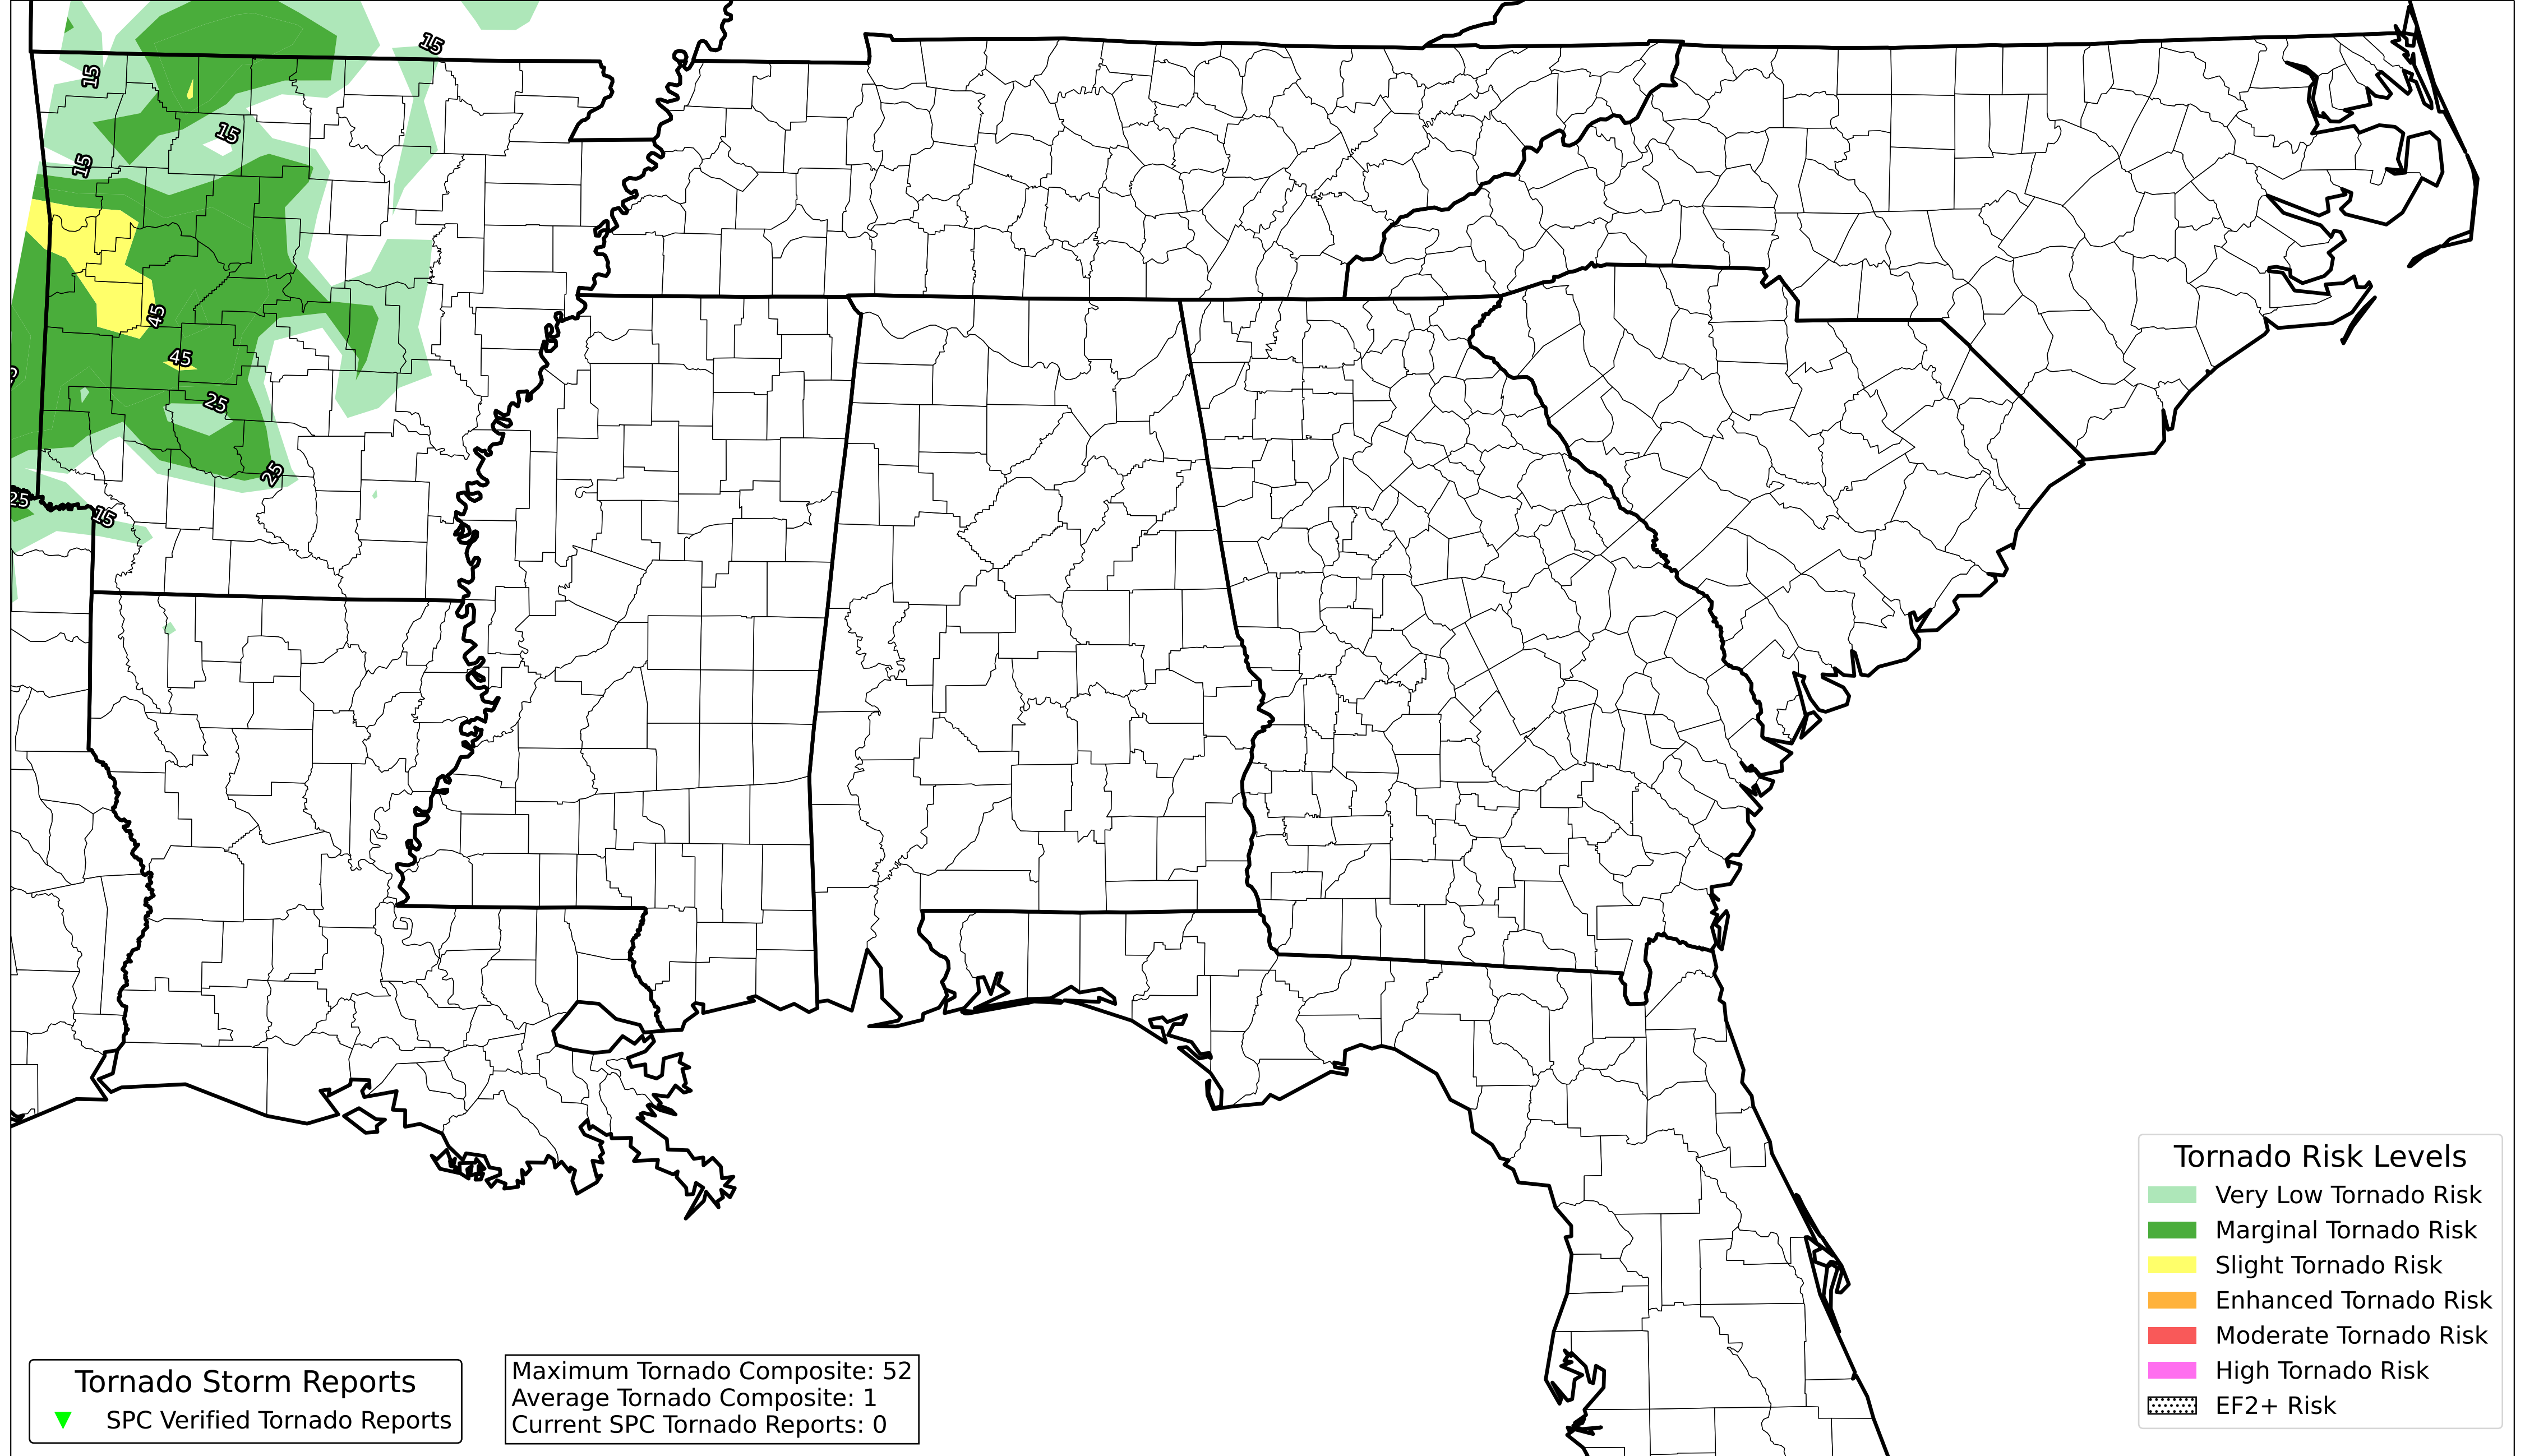 15
15
15
15
45
45
25
25
25
15
Tornado Risk Levels
Very Low Tornado Risk
Marginal Tornado Risk
Slight Tornado Risk
Enhanced Tornado Risk
Moderate Tornado Risk
High Tornado Risk
EF2+ Risk
Tornado Storm Reports
SPC Verified Tornado Reports
Maximum Tornado Composite: 52
Average Tornado Composite: 1
Current SPC Tornado Reports: 0